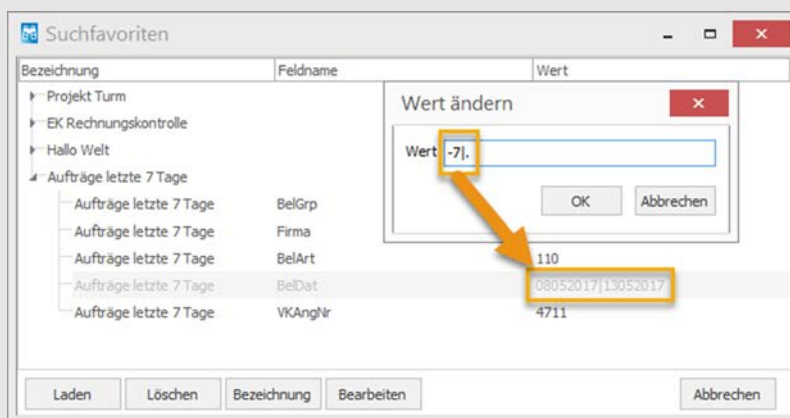 Suchfavoriten
Bezeichnung Feldname Wert
Projekt Turm
EK Rechnungskontrolle
Hallo Welt
Aufträge letzte 7 Tage
Aufträge letzte 7 Tage BelGrp
Aufträge letzte 7 Tage Firma
Aufträge letzte 7 Tage BelArt 110
Aufträge letzte 7 Tage BelDat 08052017|13052017
Aufträge letzte 7 Tage VKAngNr 4711
Wert ändern
Wert -7|.
OK Abbrechen
Laden Löschen Bezeichnung Bearbeiten Abbrechen